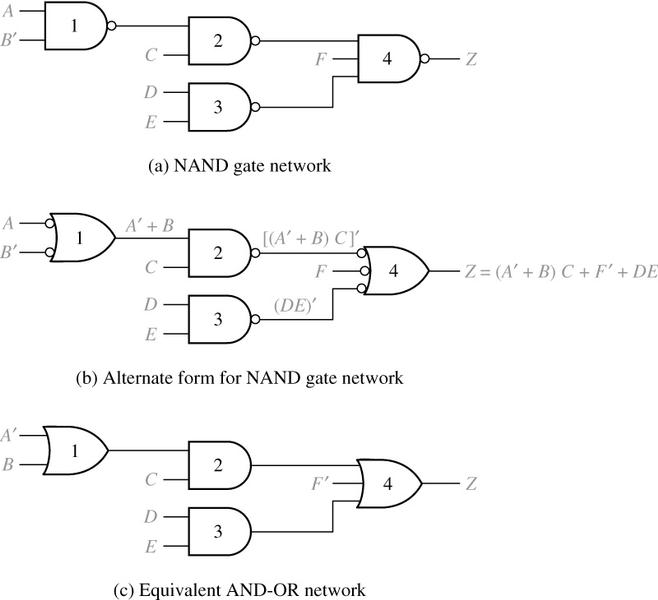 A
B′
1
C
2
D
E
3
F
4
Z
(a) NAND gate network
A
B′
1
A′ + B
C
2
[(A′ + B) C]′
D
E
3
(DE)′
F
4
Z = (A′ + B) C + F′ + DE
(b) Alternate form for NAND gate network
A′
B
1
C
2
D
E
3
F′
4
Z
(c) Equivalent AND-OR network